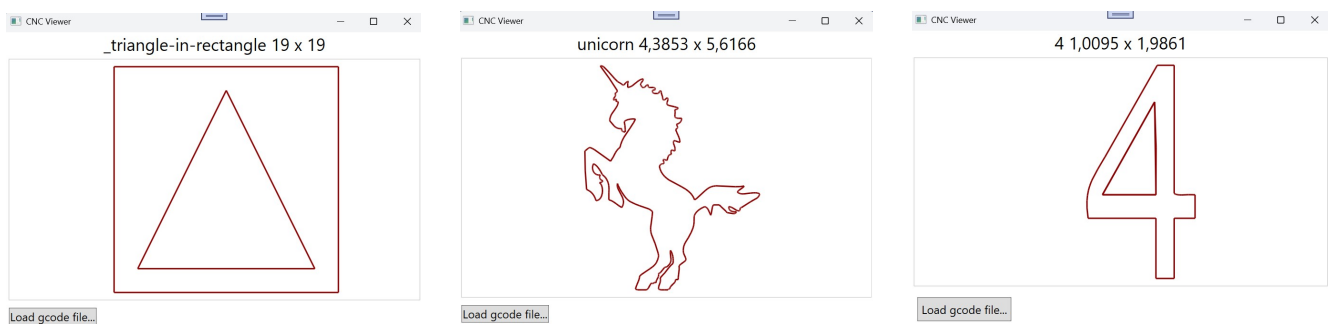 CNC Viewer
_triangle-in-rectangle 19 x 19
Load gcode file...
CNC Viewer
unicorn 4,3853 x 5,6166
Load gcode file...
CNC Viewer
4 1,0095 x 1,9861
4
Load gcode file...